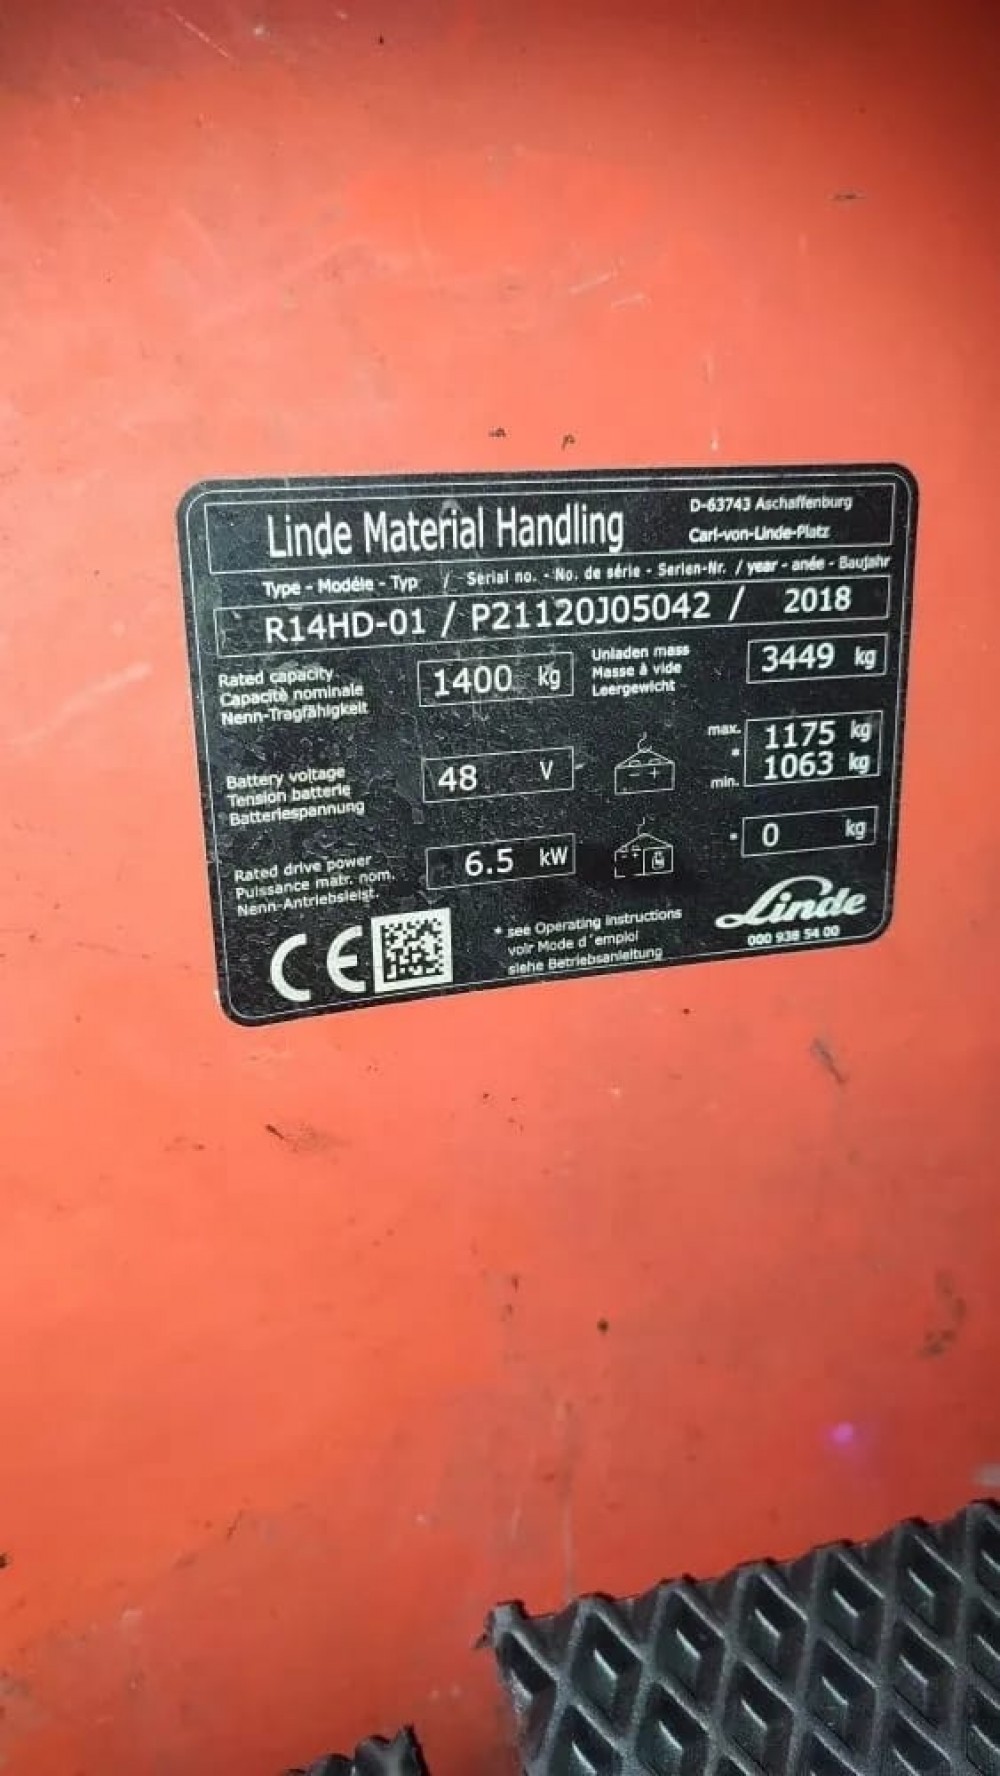 Linde Material Handling
D-63743 Aschaffenburg
Carl-von-Linde-Platz
Type - Modèle - Typ / Serial no. - No. de série - Serien-Nr. / year - anée - Baujahr
R14HD-01 / P21120J05042 / 2018
Rated capacity
Capacité nominale
Nenn-Tragfähigkeit
1400 kg
Unladen mass
Masse à vide
Leergewicht
3449 kg
Battery voltage
Tension batterie
Batteriespannung
48 V
- +
max. 1175 kg
*
min. 1063 kg
Rated drive power
Puissance matr. nom.
Nenn-Antriebsleist.
6.5 kW
* 0 kg
CE
* see Operating instructions
voir Mode d'emploi
siehe Betriebsanleitung
Linde
000 938 54 00